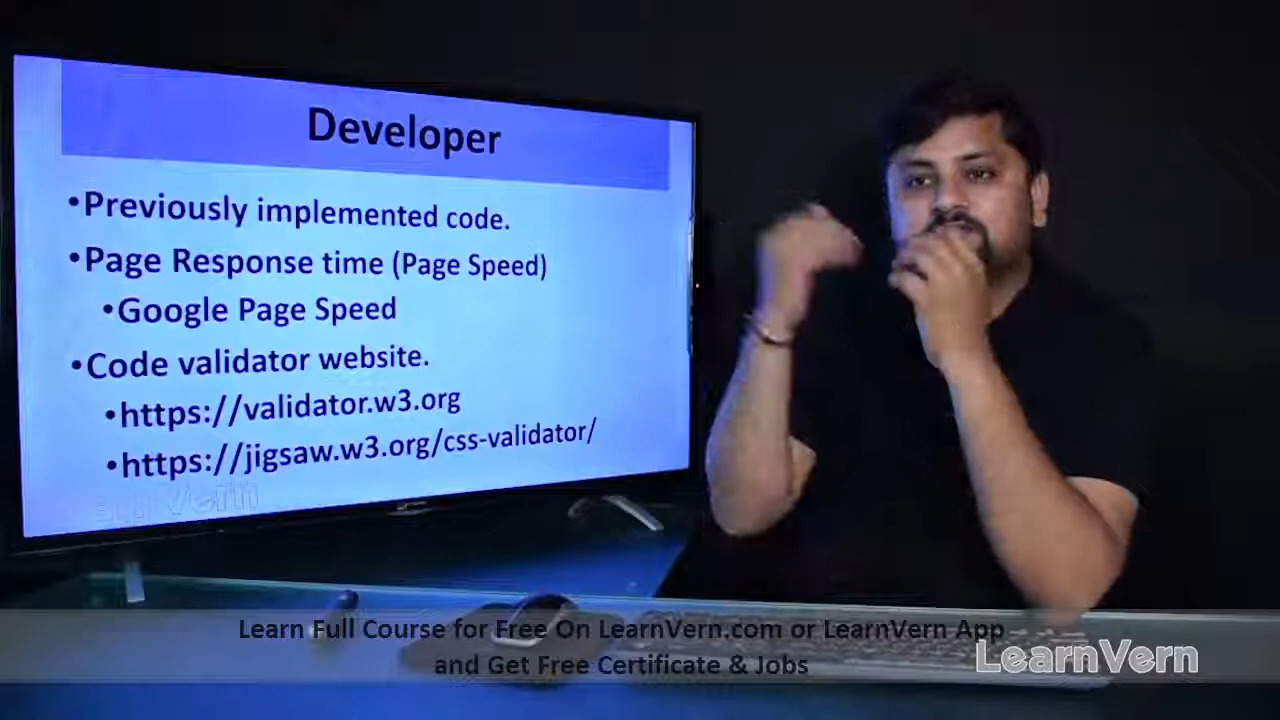 Developer
•Previously implemented code.
•Page Response time (Page Speed)
•Google Page Speed
•Code validator website.
•https://validator.w3.org
•https://jigsaw.w3.org/css-validator/
LearnVern
Learn Full Course for Free On LearnVern.com or LearnVern App
and Get Free Certificate & Jobs
LearnVern